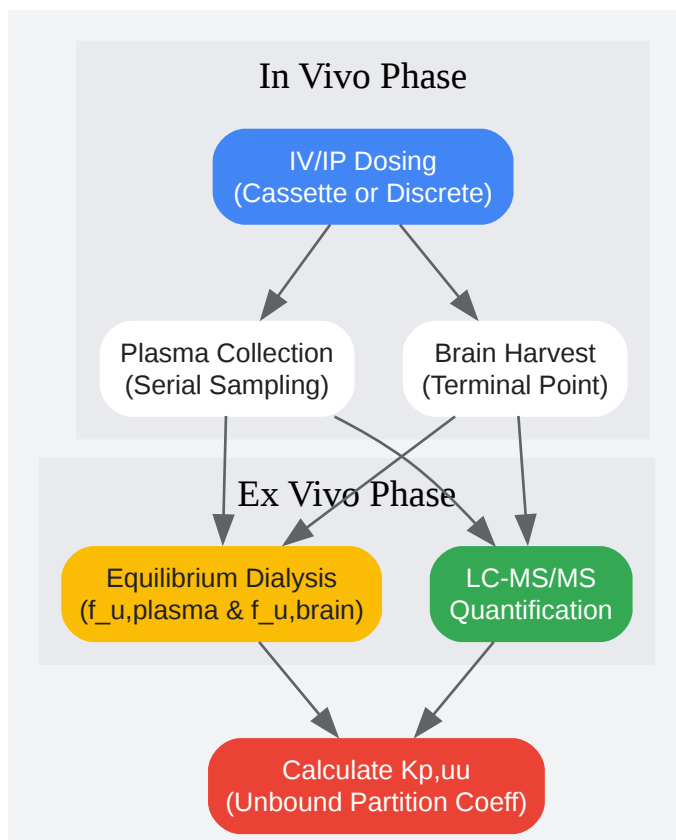 In Vivo Phase
IV/IP Dosing
(Cassette or Discrete)
Plasma Collection
(Serial Sampling)
Brain Harvest
(Terminal Point)
Ex Vivo Phase
Equilibrium Dialysis
(f_u,plasma & f_u,brain)
LC-MS/MS
Quantification
Calculate Kp,uu
(Unbound Partition Coeff)